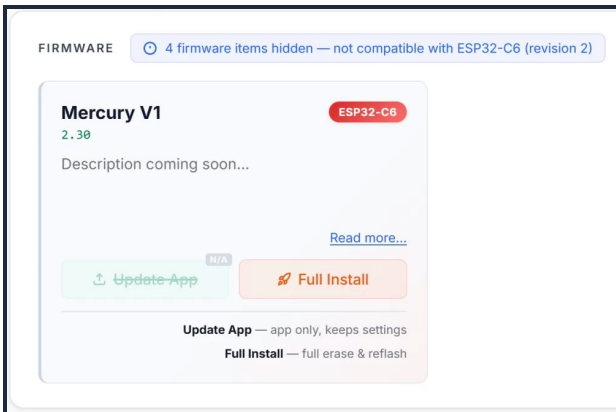 FIRMWARE
4 firmware items hidden — not compatible with ESP32-C6 (revision 2)
Mercury V1
ESP32-C6
2.30
Description coming soon...
Read more...
N/A
Update App
Full Install
Update App — app only, keeps settings
Full Install — full erase & reflash